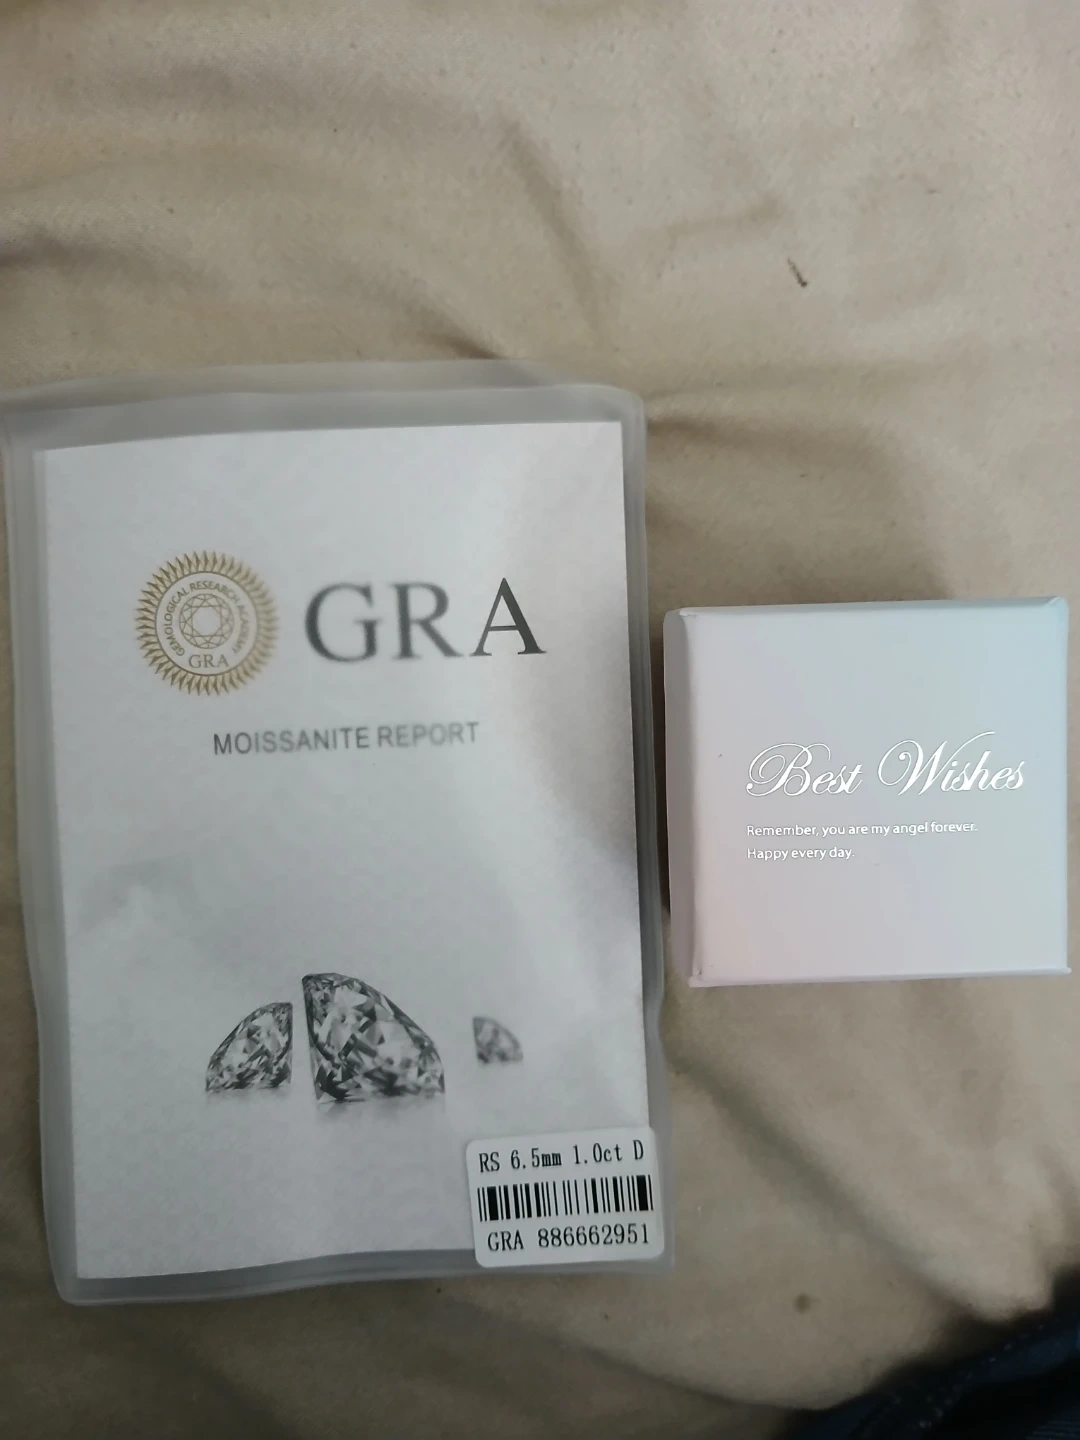 GEMOLOGICAL RESEARCH ACADEMY
GRA
GRA
MOISSANITE REPORT
RS 6.5mm 1.0ct D
GRA 886662951
Best Wishes
Remember, you are my angel forever.
Happy every day.